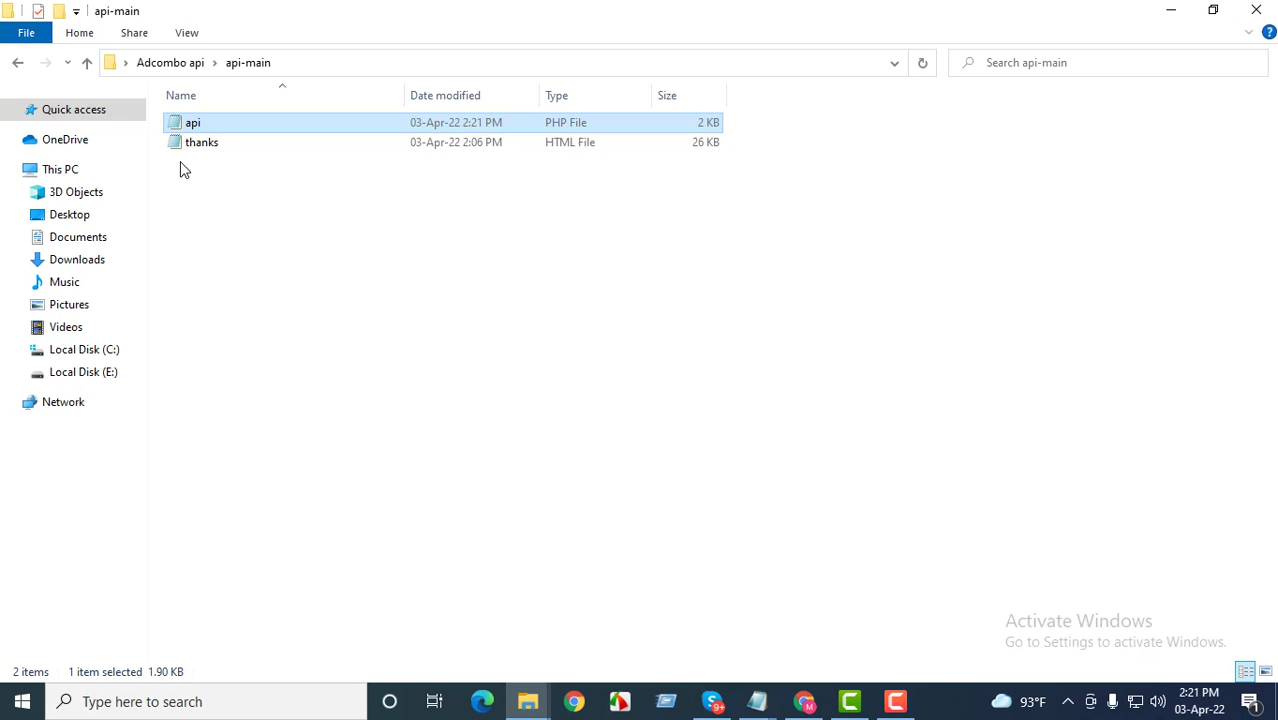 api-main
File
Home
Share
View
Adcombo api
api-main
Search api-main
Name
Date modified
Type
Size
Quick access
OneDrive
This PC
3D Objects
Desktop
Documents
Downloads
Music
Pictures
Videos
Local Disk (C:)
Local Disk (E:)
Network
api
03-Apr-22 2:21 PM
PHP File
2 KB
thanks
03-Apr-22 2:06 PM
HTML File
26 KB
Activate Windows
Go to Settings to activate Windows.
2 items
1 item selected 1.90 KB
Type here to search
9+
M
93°F
2:21 PM
03-Apr-22
1